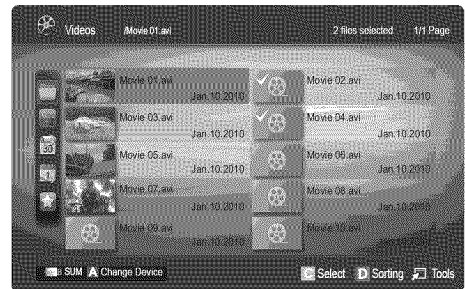 Videos /Movie 01.avi 2 files selected 1/1 Page
Movie 01.avi Movie 02.avi
Jan.10.2010 Jan.10.2010
Movie 03.avi Movie 04.avi
Jan.10.2010 Jan.10.2010
Movie 05.avi Movie 06.avi
Jan.10.2010 Jan.10.2010
Movie 07.avi Movie 08.avi
Jan.10.2010 Jan.10.2010
Movie 09.avi Movie 10.avi
Jan.10.2010 Jan.10.2010
SUM A Change Device C Select D Sorting Tools